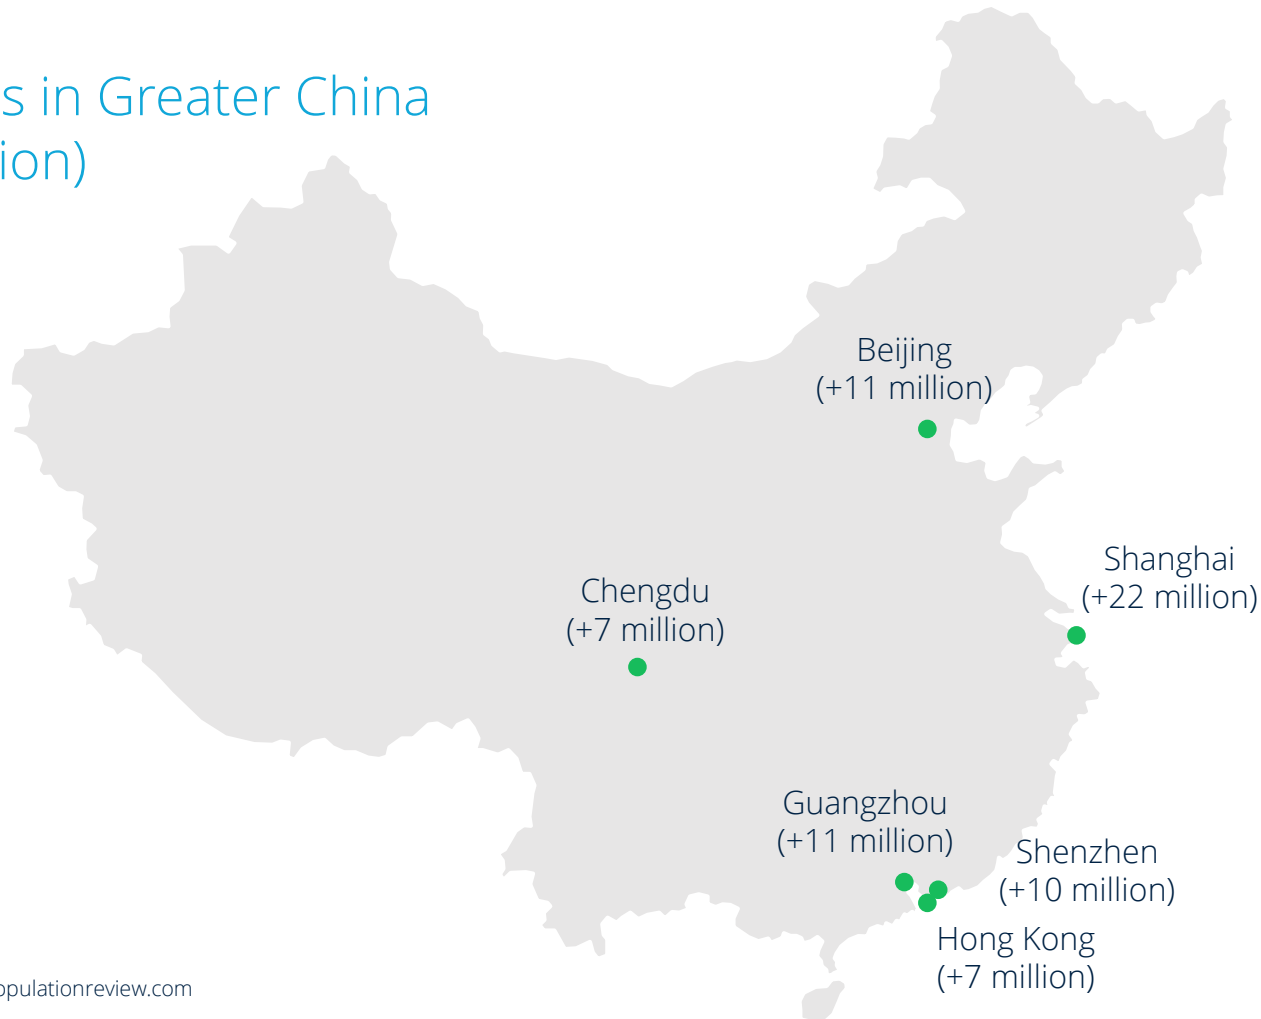 s in Greater China
ion)
Beijing
(+11 million)
Shanghai
(+22 million)
Chengdu
(+7 million)
Guangzhou
(+11 million)
Shenzhen
(+10 million)
Hong Kong
(+7 million)
opulationreview.com